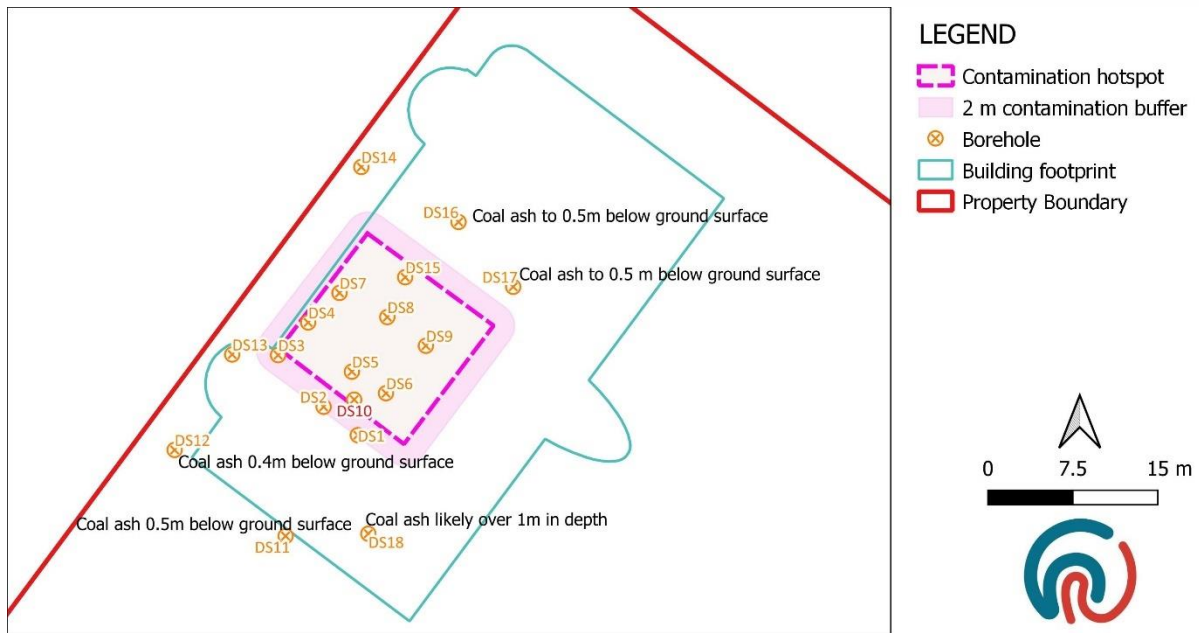 DS14
DS16
Coal ash to 0.5m below ground surface
DS15
DS17
Coal ash to 0.5 m below ground surface
DS7
DS8
DS4
DS9
DS13
DS3
DS5
DS6
DS2
DS10
DS1
DS12
Coal ash 0.4m below ground surface
Coal ash 0.5m below ground surface
Coal ash likely over 1m in depth
DS11
DS18
LEGEND
Contamination hotspot
2 m contamination buffer
Borehole
Building footprint
Property Boundary
0 7.5 15 m